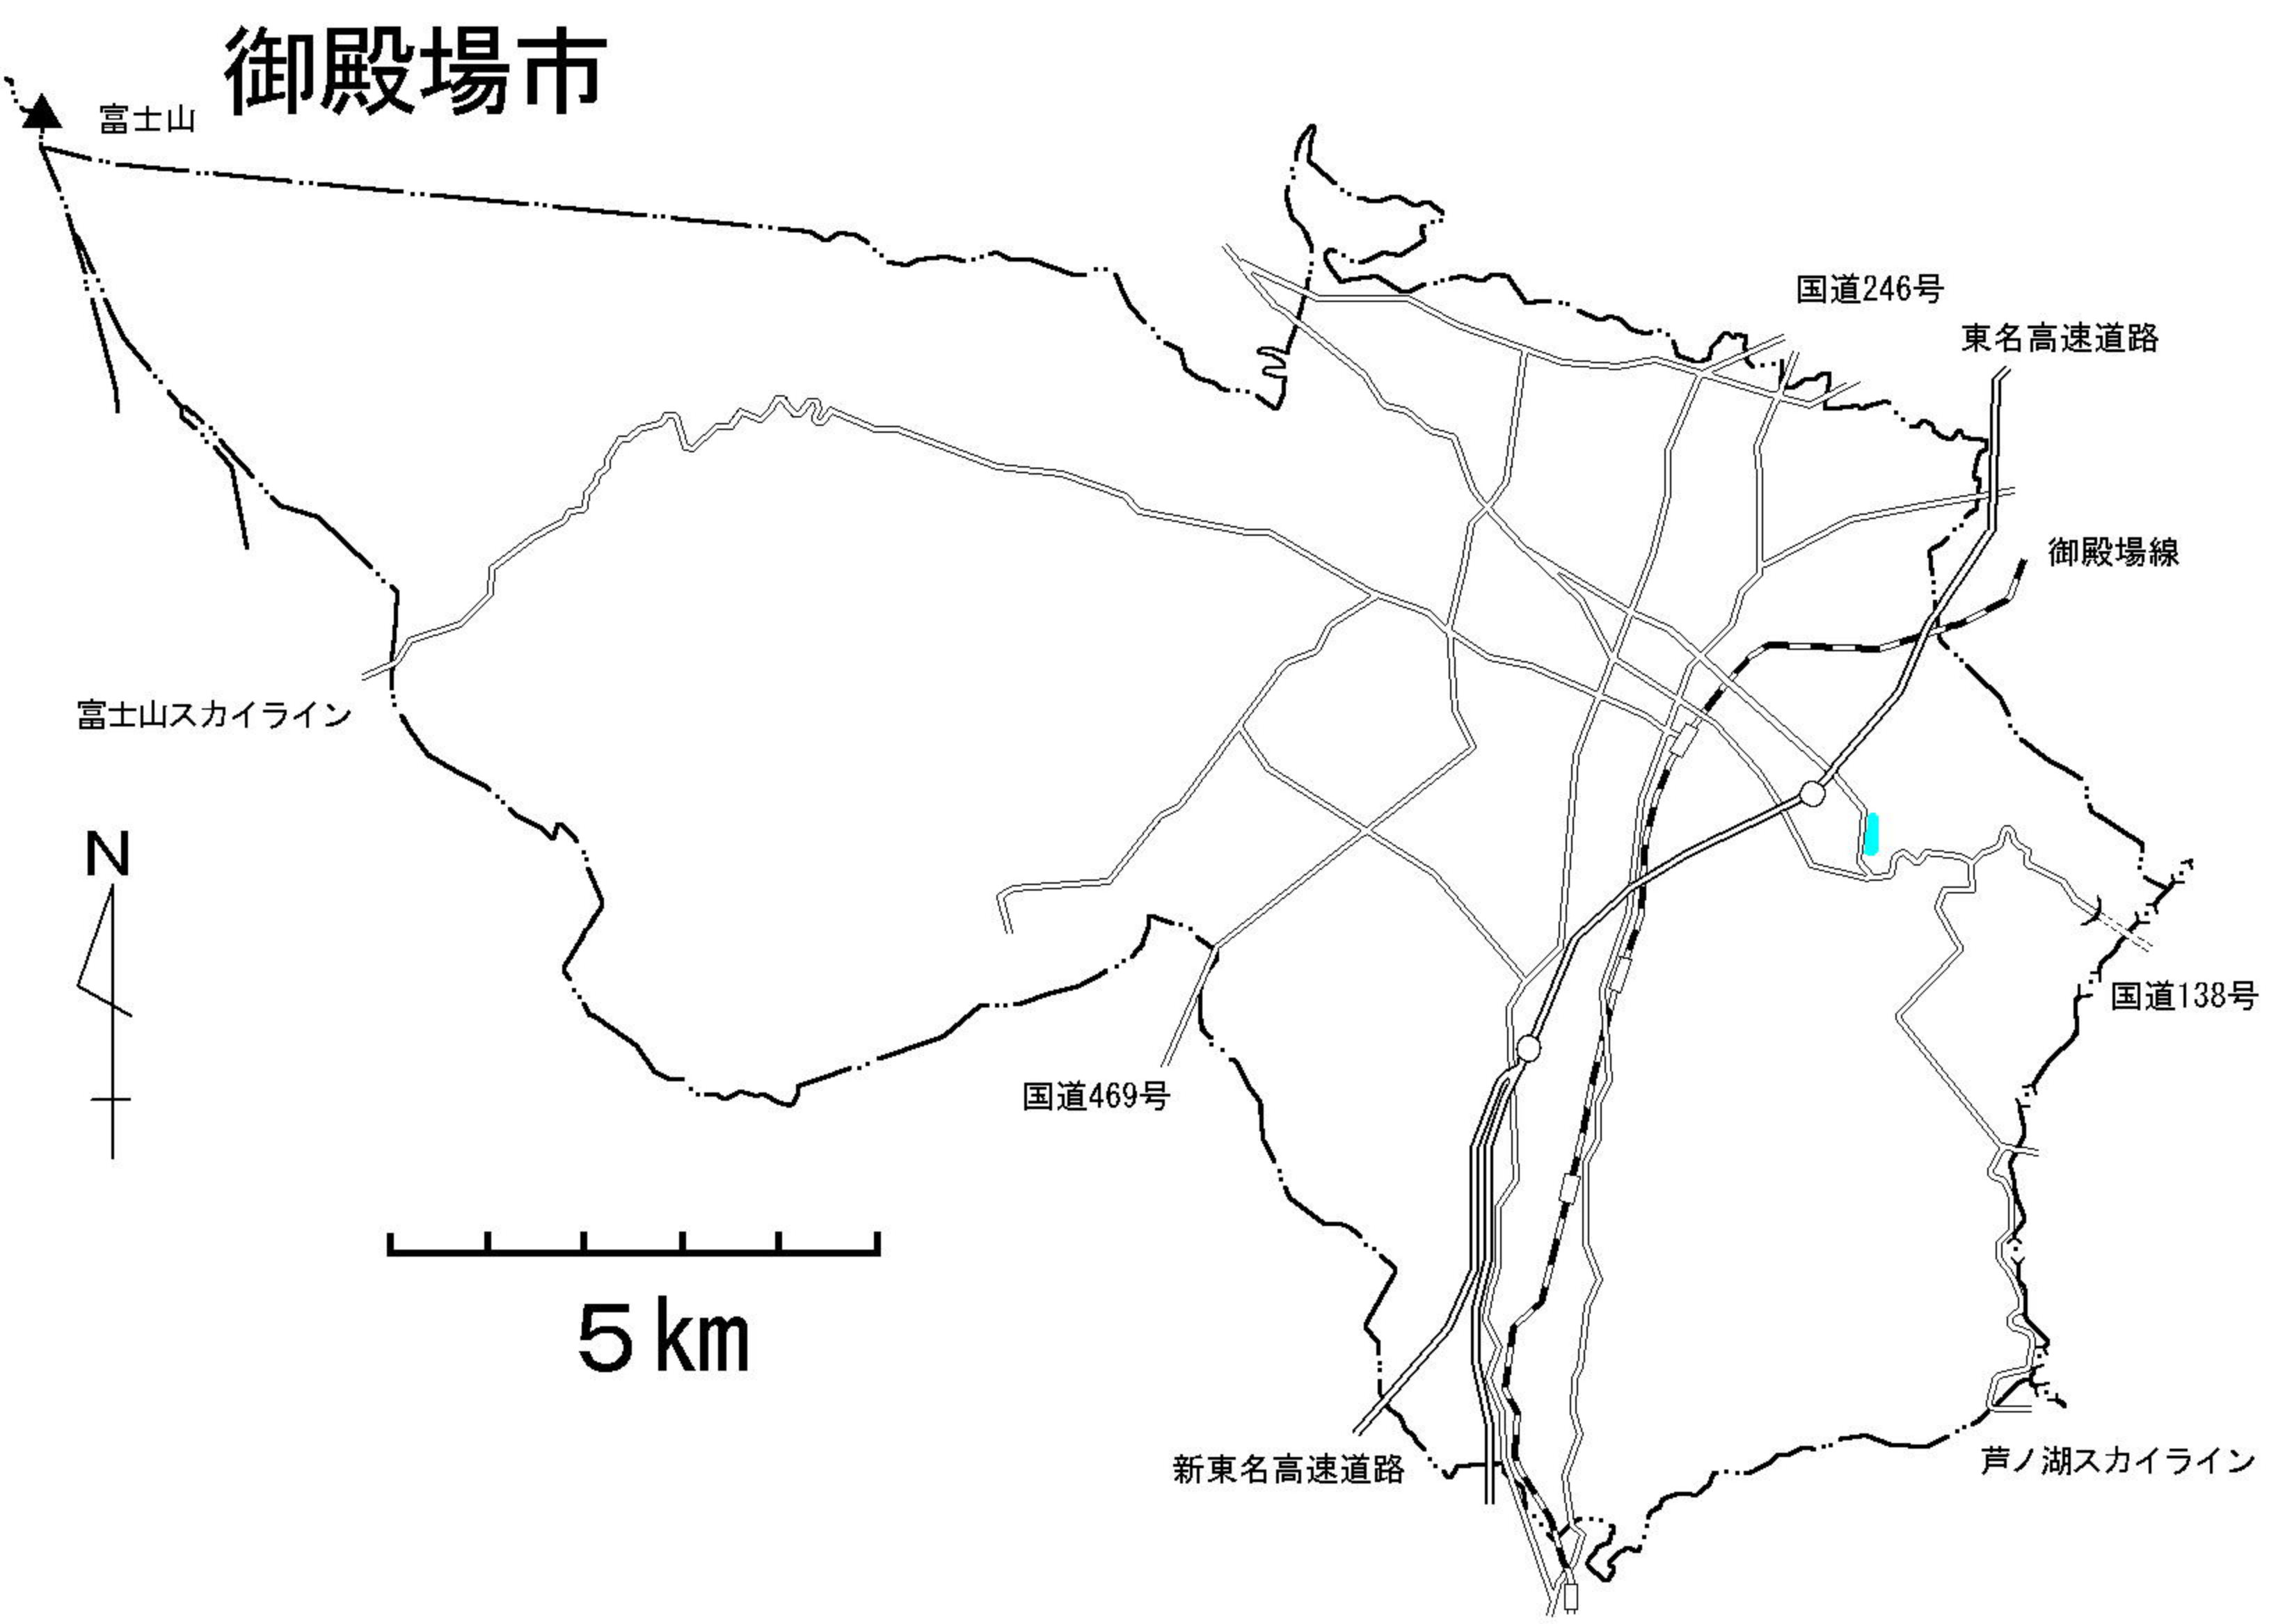 御殿場市
富士山
国道246号
東名高速道路
御殿場線
富士山スカイライン
N
国道138号
国道469号
5km
新東名高速道路
芦ノ湖スカイライン